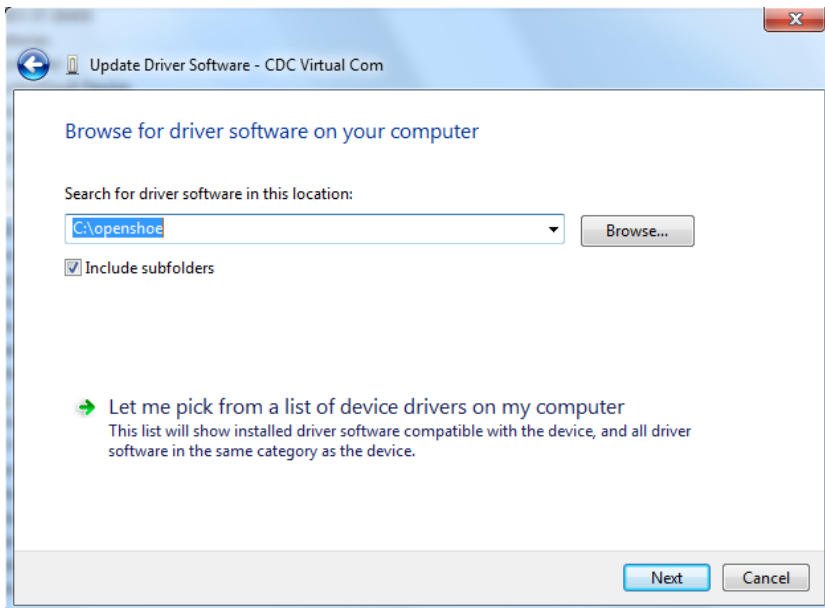 Update Driver Software - CDC Virtual Com
Browse for driver software on your computer
Search for driver software in this location:
C:\openshoe
Browse...
Include subfolders
Let me pick from a list of device drivers on my computer
This list will show installed driver software compatible with the device, and all driver
software in the same category as the device.
Next
Cancel